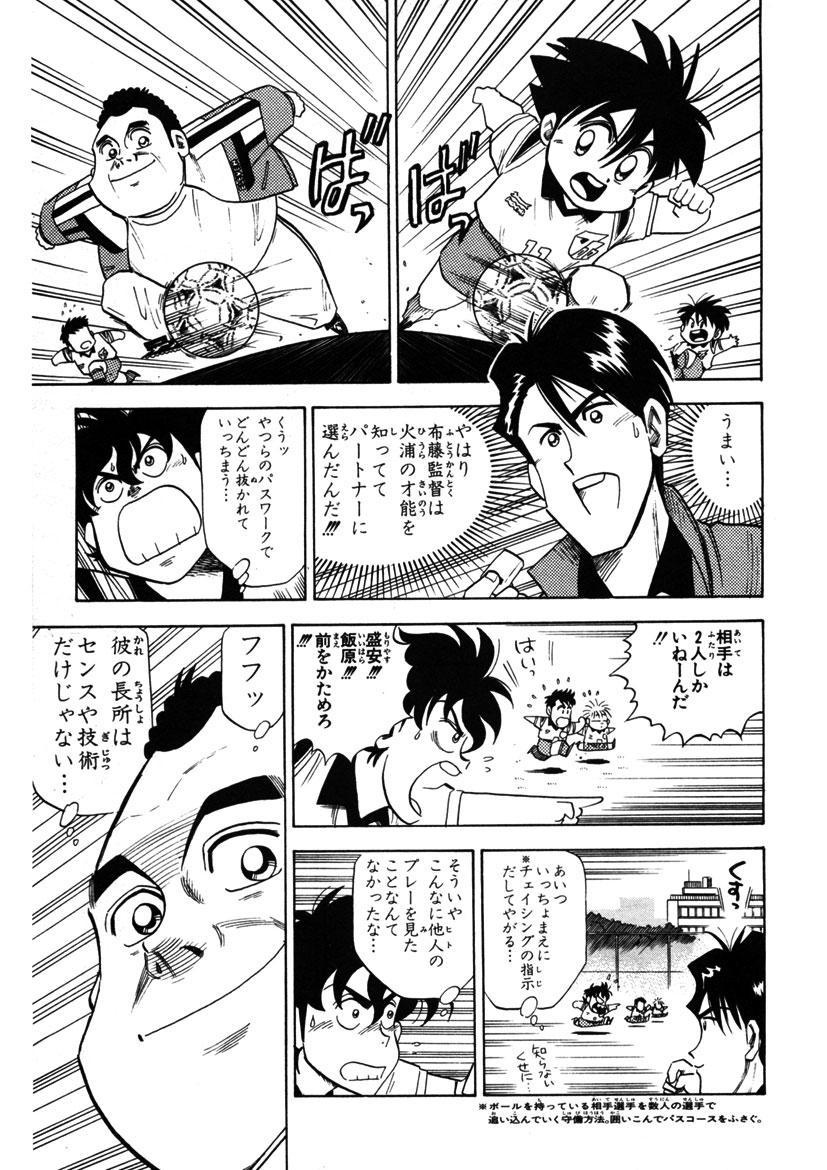 ばっ
ばっ
うまい…
やはり
布藤監督は
火浦の才能を
知ってて
パートナーに
選んだんだ!!!
くうッ
やつらのパスワークで
どんどん抜かれて
いっちまう…
相手は
2人しか
いねーんだ
!!
はいっ
盛安!!!
飯原!!!
前をかためろ
!!!
フフッ
彼の長所は
センスや技術
だけじゃない…
くすっ
あいつ
いっちょまえに
※チェイシングの指示
だしてやがる…
知らない
くせに…
そういや
こんなに他人の
プレーを見た
ことなんて
なかったな…
※ボールを持っている相手選手を数人の選手で
追い込んでいく守備方法。囲いこんでパスコースをふさぐ。